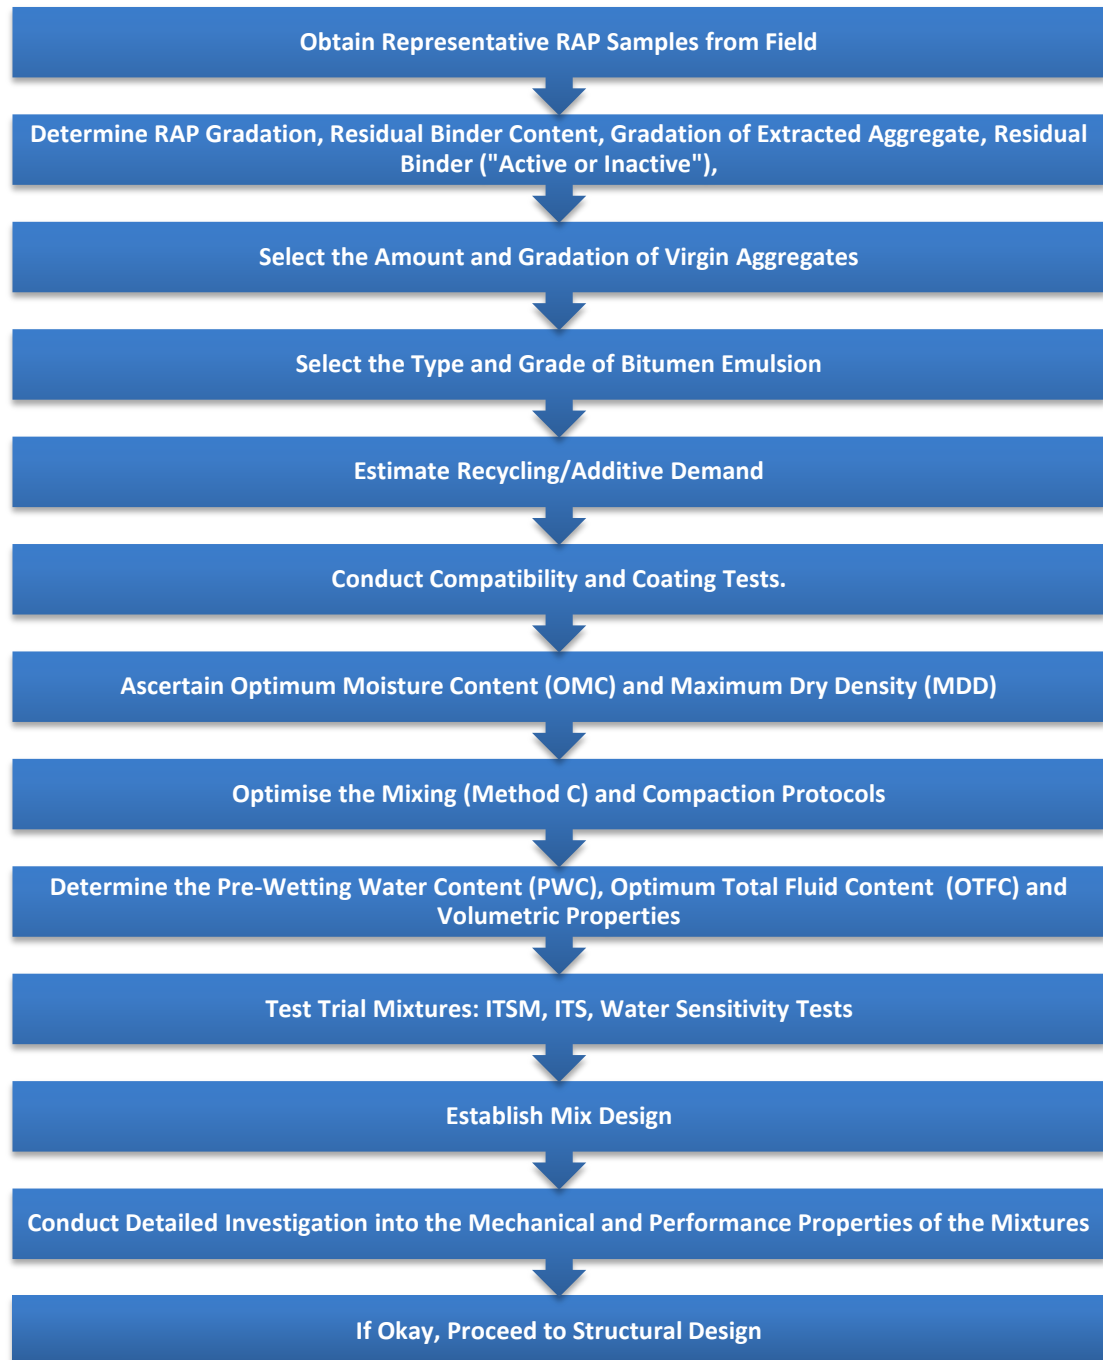 Obtain Representative RAP Samples from Field
Determine RAP Gradation, Residual Binder Content, Gradation of Extracted Aggregate, Residual
Binder ("Active or Inactive"),
Select the Amount and Gradation of Virgin Aggregates
Select the Type and Grade of Bitumen Emulsion
Estimate Recycling/Additive Demand
Conduct Compatibility and Coating Tests.
Ascertain Optimum Moisture Content (OMC) and Maximum Dry Density (MDD)
Optimise the Mixing (Method C) and Compaction Protocols
Determine the Pre-Wetting Water Content (PWC), Optimum Total Fluid Content (OTFC) and
Volumetric Properties
Test Trial Mixtures: ITSM, ITS, Water Sensitivity Tests
Establish Mix Design
Conduct Detailed Investigation into the Mechanical and Performance Properties of the Mixtures
If Okay, Proceed to Structural Design